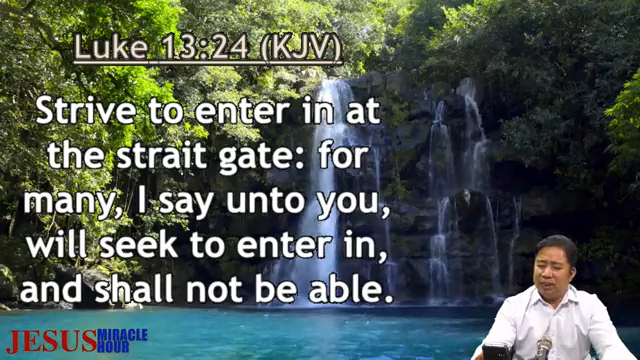 Luke 13:24 (KJV)
Strive to enter in at
the strait gate: for
many, I say unto you,
will seek to enter in,
and shall not be able.
JESUS MIRACLE
HOUR